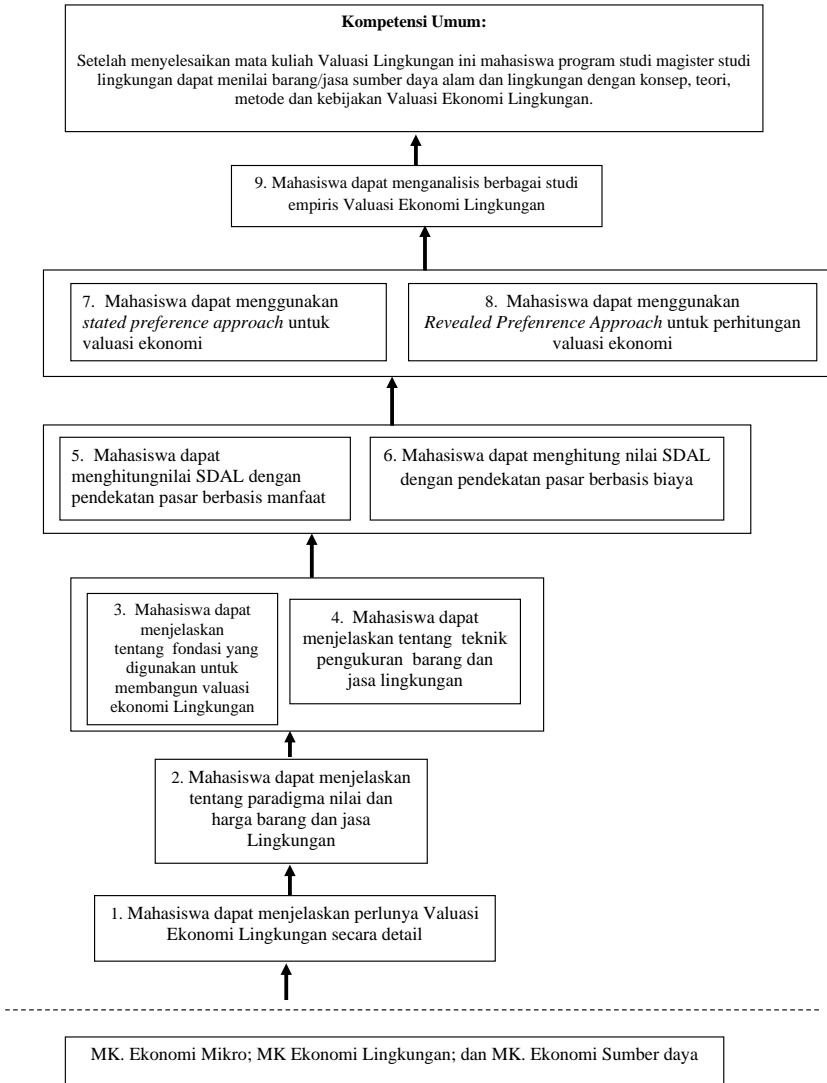 Kompetensi Umum:
Setelah menyelesaikan mata kuliah Valuasi Lingkungan ini mahasiswa program studi magister studi
lingkungan dapat menilai barang/jasa sumber daya alam dan lingkungan dengan konsep, teori,
metode dan kebijakan Valuasi Ekonomi Lingkungan.
9. Mahasiswa dapat menganalisis berbagai studi
empiris Valuasi Ekonomi Lingkungan
7. Mahasiswa dapat menggunakan
stated preference approach untuk
valuasi ekonomi
8. Mahasiswa dapat menggunakan
Revealed Prefenrence Approach untuk perhitungan
valuasi ekonomi
5. Mahasiswa dapat
menghitungnilai SDAL dengan
pendekatan pasar berbasis manfaat
6. Mahasiswa dapat menghitung nilai SDAL
dengan pendekatan pasar berbasis biaya
3. Mahasiswa dapat
menjelaskan
tentang fondasi yang
digunakan untuk
membangun valuasi
ekonomi Lingkungan
4. Mahasiswa dapat
menjelaskan tentang teknik
pengukuran barang dan
jasa lingkungan
2. Mahasiswa dapat menjelaskan
tentang paradigma nilai dan
harga barang dan jasa
Lingkungan
1. Mahasiswa dapat menjelaskan perlunya Valuasi
Ekonomi Lingkungan secara detail
MK. Ekonomi Mikro; MK Ekonomi Lingkungan; dan MK. Ekonomi Sumber daya